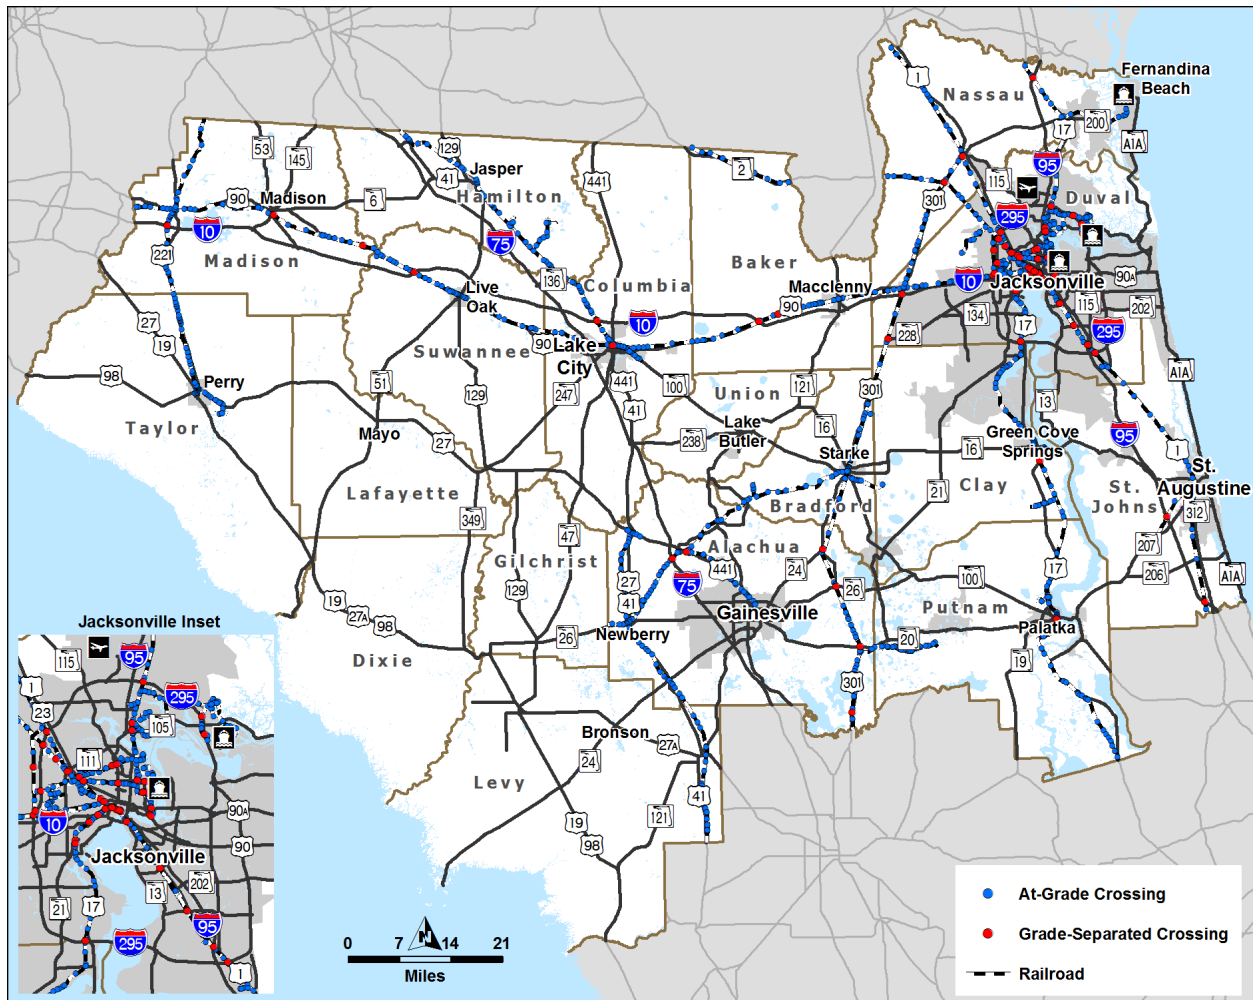 Fernandina
Beach
1
Nassau
17
200
A1A
53
145
129
Jasper
41
Hamilton
441
2
95
115
Duval
90
Madison
6
301
295
10
75
221
Madison
136
Columbia
Baker
Macclenny
10
Jacksonville
90A
Live
Oak
10
90
134
115
202
27
19
90
Lake
City
228
17
295
Suwannee
98
Perry
51
129
247
441
41
100
Union
121
301
A1A
13
Taylor
Mayo
27
238
Lake
Butler
16
Starke
Green Cove
Springs
16
95
1
St.
Augustine
Lafayette
349
Bradford
21
Clay
St.
Johns
312
47
Gilchrist
Alachua
207
441
24
17
206
A1A
129
27
41
75
26
100
19
27A
98
Gainesville
Putnam
Palatka
Jacksonville Inset
26
Newberry
20
19
Dixie
301
115
95
1
295
23
105
Bronson
27A
24
111
Levy
41
10
90A
121
19
98
90
Jacksonville
202
13
21
17
95
295
1
N
0
7
14
21
Miles
At-Grade Crossing
Grade-Separated Crossing
Railroad